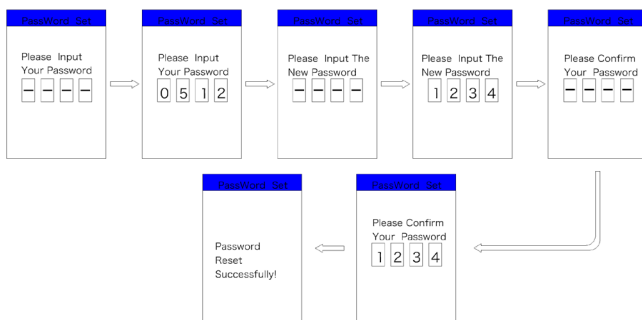 PassWord Set
Please Input
Your Password
– – – –
PassWord Set
Please Input
Your Password
0 5 1 2
PassWord Set
Please Input The
New Password
– – – –
PassWord Set
Please Input The
New Password
1 2 3 4
PassWord Set
Please Confirm
Your Password
– – – –
PassWord Set
Please Confirm
Your Password
1 2 3 4
PassWord Set
Password
Reset
Successfully!